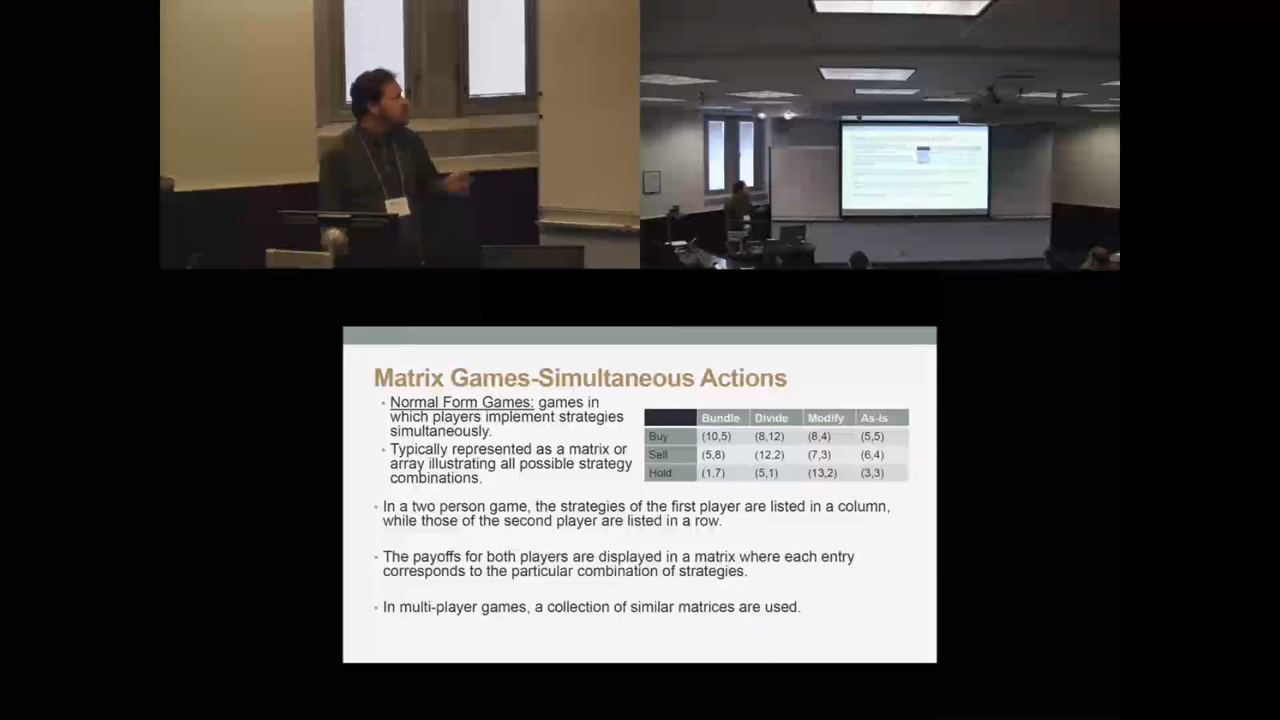 Matrix Games-Simultaneous Actions
• Normal Form Games: games in
which players implement strategies
simultaneously.
• Typically represented as a matrix or
array illustrating all possible strategy
combinations.
Bundle Divide Modify As-is
Buy (10,5) (8,12) (8,4) (5,5)
Sell (5,8) (12,2) (7,3) (6,4)
Hold (1,7) (5,1) (13,2) (3,3)
• In a two person game, the strategies of the first player are listed in a column,
while those of the second player are listed in a row.
• The payoffs for both players are displayed in a matrix where each entry
corresponds to the particular combination of strategies.
• In multi-player games, a collection of similar matrices are used.